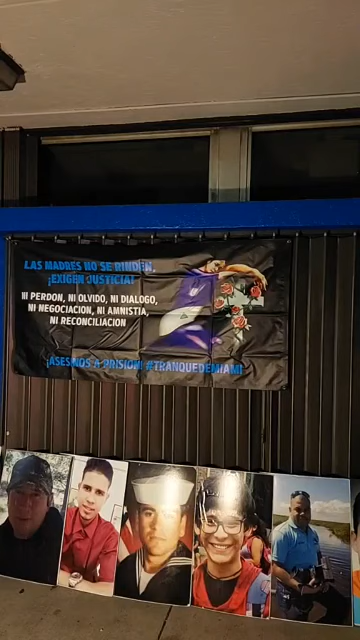 LAS MADRES NO SE RINDEN,
¡EXIGEN JUSTICIA!
NI PERDON, NI OLVIDO, NI DIALOGO,
NI NEGOCIACION, NI AMNISTIA,
NI RECONCILIACION
¡ASESINOS A PRISION! #TRANQUEDEMIAMI